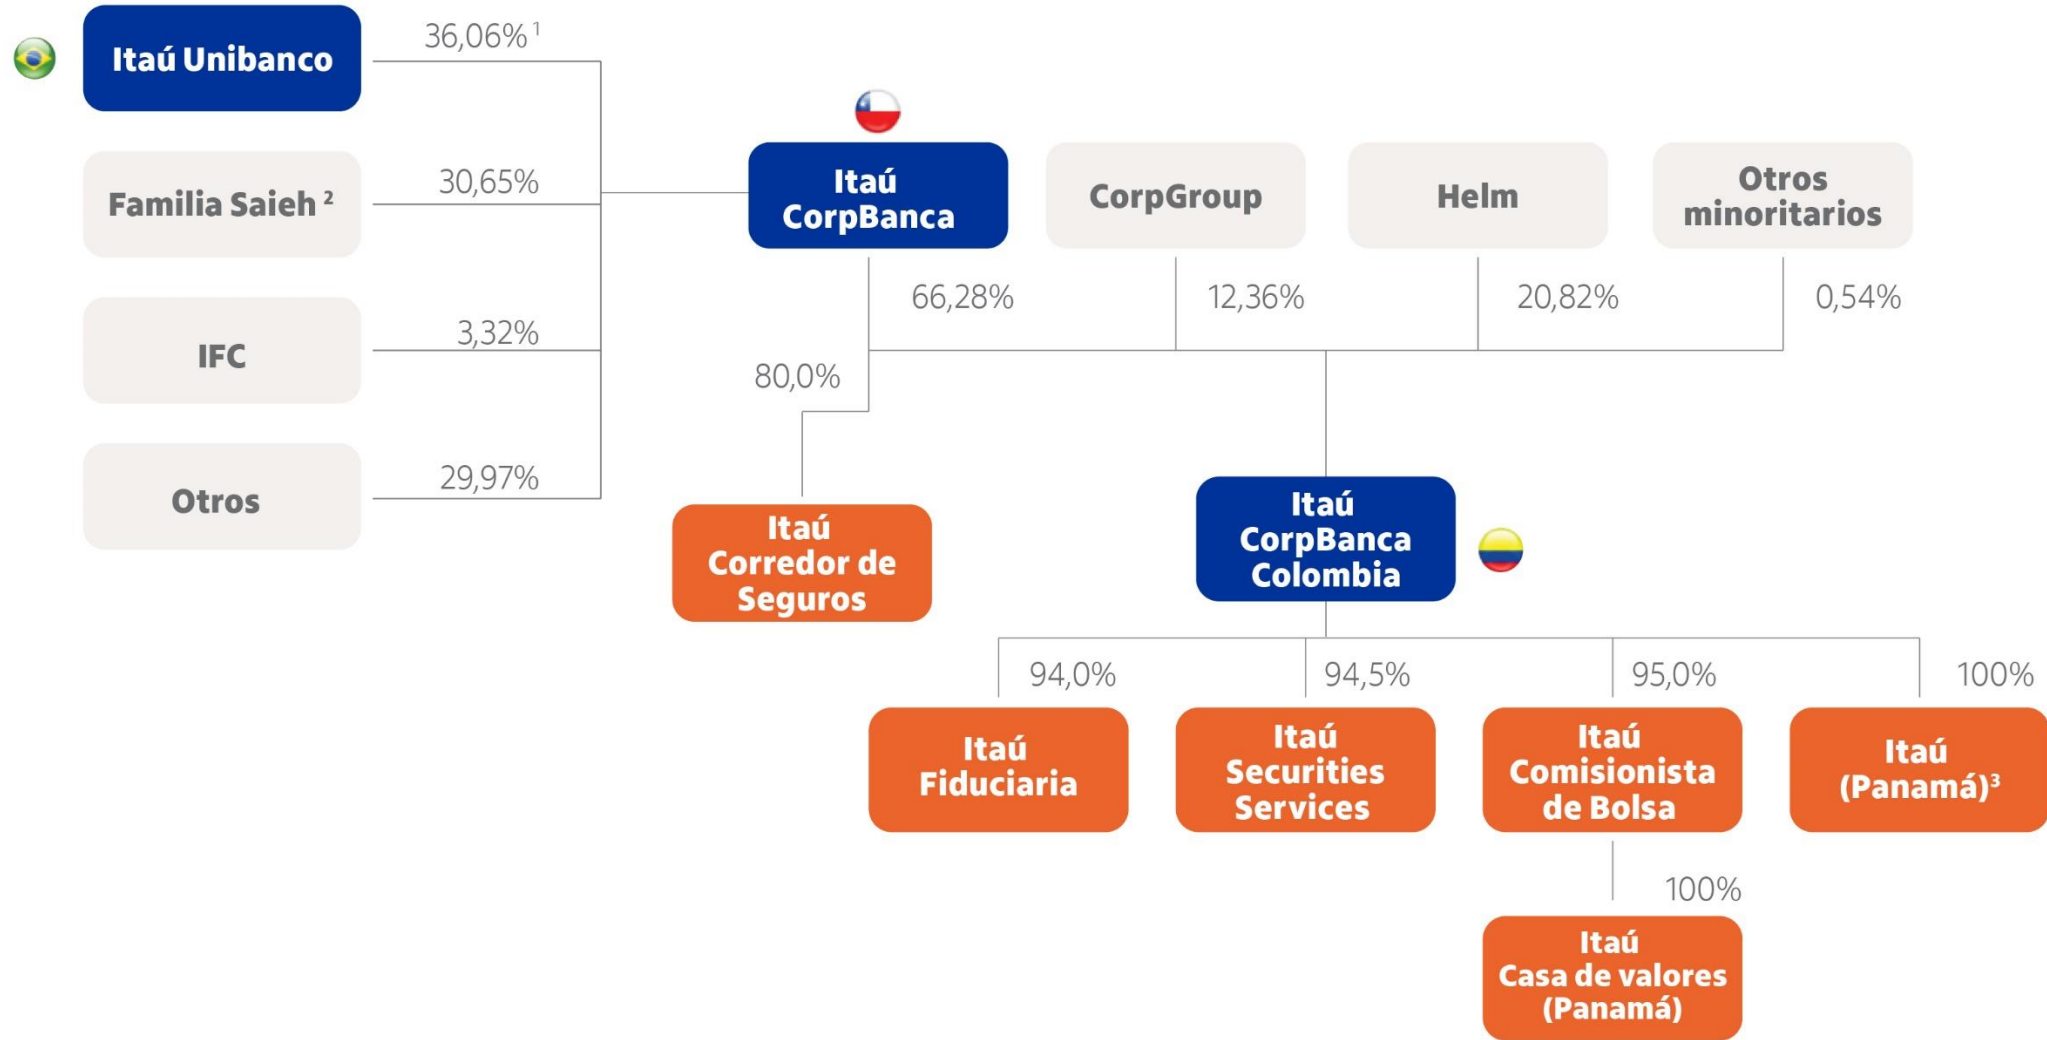 Itaú Unibanco
36,06% ¹
Familia Saieh ²
30,65%
IFC
3,32%
Otros
29,97%
Itaú
CorpBanca
CorpGroup
Helm
Otros
minoritarios
66,28%
12,36%
20,82%
0,54%
80,0%
Itaú
Corredor de
Seguros
Itaú
CorpBanca
Colombia
94,0%
94,5%
95,0%
100%
Itaú
Fiduciaria
Itaú
Securities
Services
Itaú
Comisionista
de Bolsa
Itaú
(Panamá)³
100%
Itaú
Casa de valores
(Panamá)